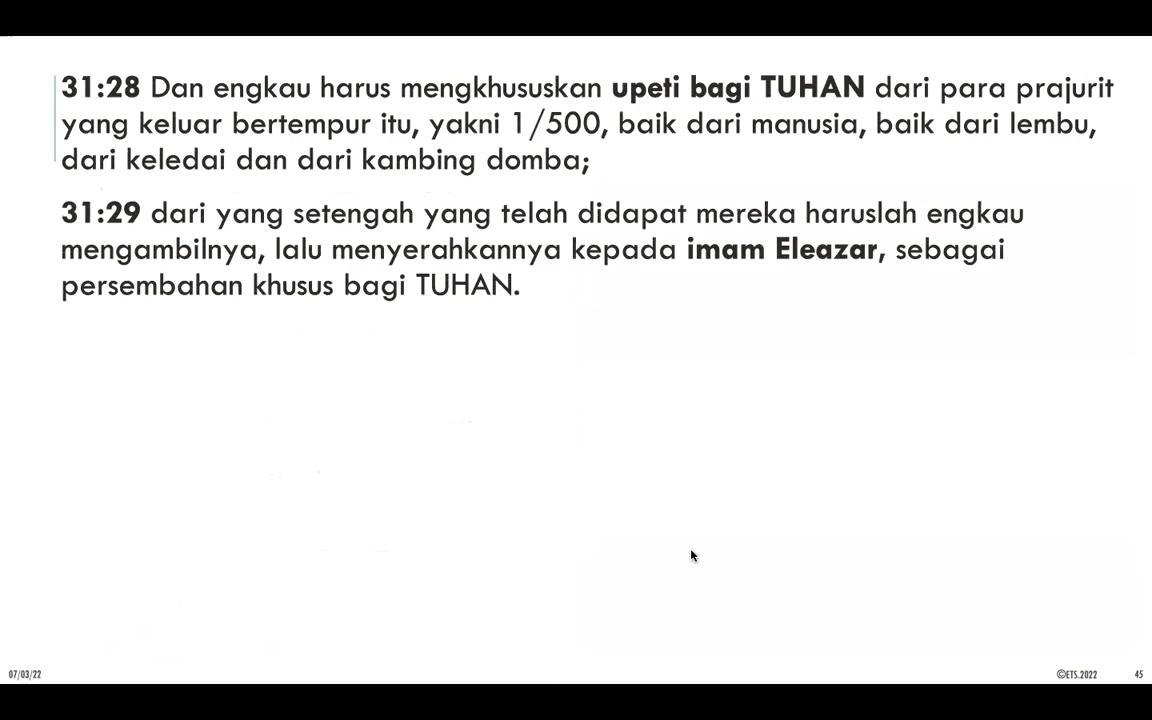 31:28 Dan engkau harus mengkhususkan upeti bagi TUHAN dari para prajurit
yang keluar bertempur itu, yakni 1/500, baik dari manusia, baik dari lembu,
dari keledai dan dari kambing domba;
31:29 dari yang setengah yang telah didapat mereka haruslah engkau
mengambilnya, lalu menyerahkannya kepada imam Eleazar, sebagai
persembahan khusus bagi TUHAN.
07/03/22 ©ETS.2022 45